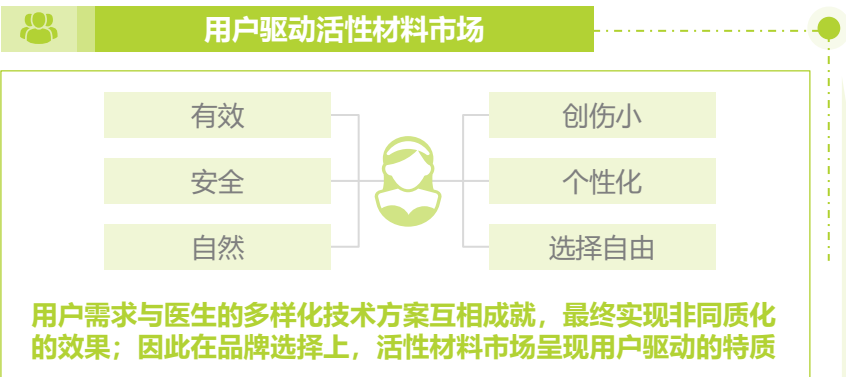 用户驱动活性材料市场
有效
创伤小
安全
个性化
自然
选择自由
用户需求与医生的多样化技术方案互相成就，最终实现非同质化
的效果；因此在品牌选择上，活性材料市场呈现用户驱动的特质